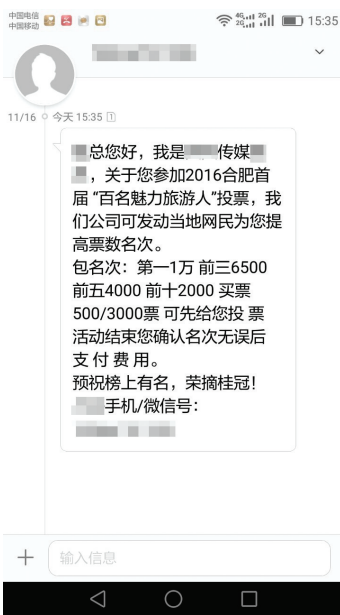 中国电信
中国移动
4G 2G
2G
15:35
11/16
今天 15:35 1
总您好，我是 传媒
，关于您参加2016合肥首
届 “百名魅力旅游人”投票，我
们公司可发动当地网民为您提
高票数名次。
包名次：第一1万 前三6500
前五4000 前十2000 买票
500/3000票 可先给您投 票
活动结束您确认名次无误后
支 付 费 用。
预祝榜上有名，荣摘桂冠！
手机/微信号：
输入信息